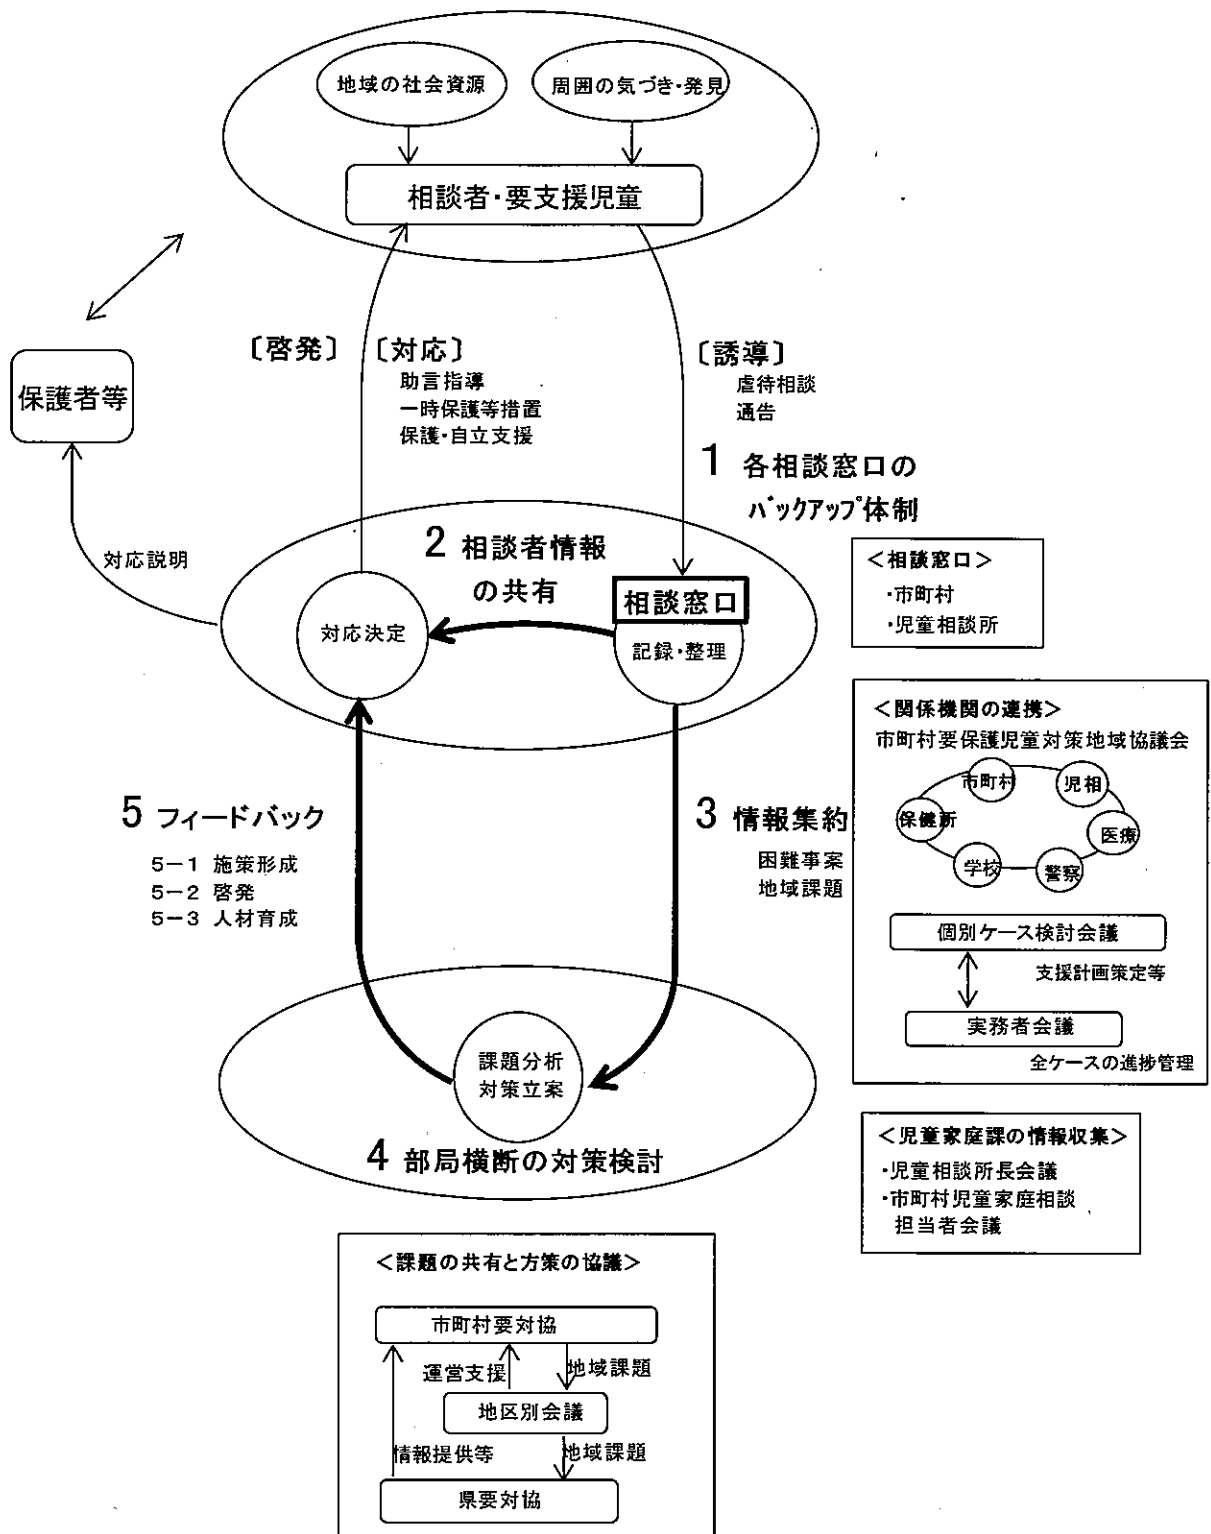 地域の社会資源
周囲の気づき・発見
相談者・要支援児童
〔啓発〕
〔対応〕
助言指導
一時保護等措置
保護・自立支援
〔誘導〕
虐待相談
通告
保護者等
対応説明
1 各相談窓口の
バックアップ体制
2 相談者情報
の共有
相談窓口
記録・整理
対応決定
<相談窓口>
・市町村
・児童相談所
<関係機関の連携>
市町村要保護児童対策地域協議会
市町村
児相
保健所
医療
学校
警察
個別ケース検討会議
支援計画策定等
実務者会議
全ケースの進捗管理
5 フィードバック
5-1 施策形成
5-2 啓発
5-3 人材育成
3 情報集約
困難事案
地域課題
課題分析
対策立案
4 部局横断の対策検討
<児童家庭課の情報収集>
・児童相談所長会議
・市町村児童家庭相談
担当者会議
<課題の共有と方策の協議>
市町村要対協
運営支援
地域課題
地区別会議
情報提供等
地域課題
県要対協